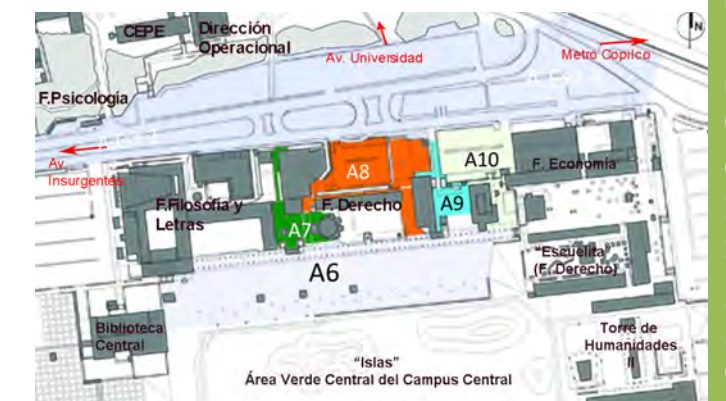 CEPE
Dirección
Operacional
N
Av. Universidad
Metro Copilco
F.Psicología
Av.
Insurgentes
A8
A10
F. Economía
F.Filosofía y
Letras
F. Derecho
A9
A7
"Escuelita"
(F. Derecho)
A6
Biblioteca
Central
Torre de
Humanidades
II
"Islas"
Área Verde Central del Campus Central